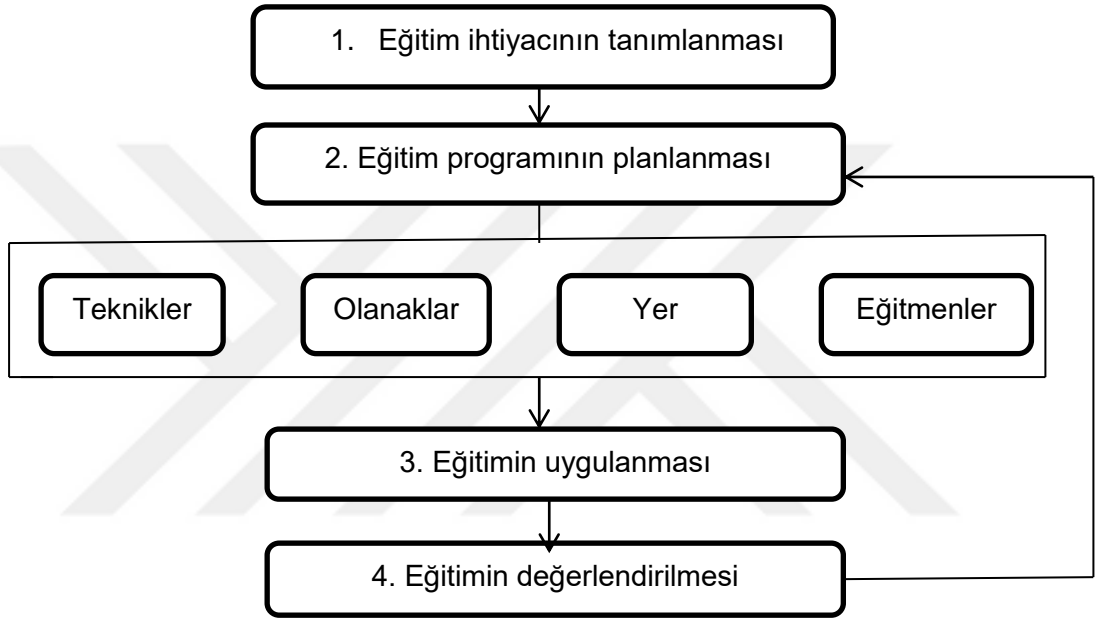 1. Eğitim ihtiyacının tanımlanması
2. Eğitim programının planlanması
Teknikler
Olanaklar
Yer
Eğitmenler
3. Eğitimin uygulanması
4. Eğitimin değerlendirilmesi